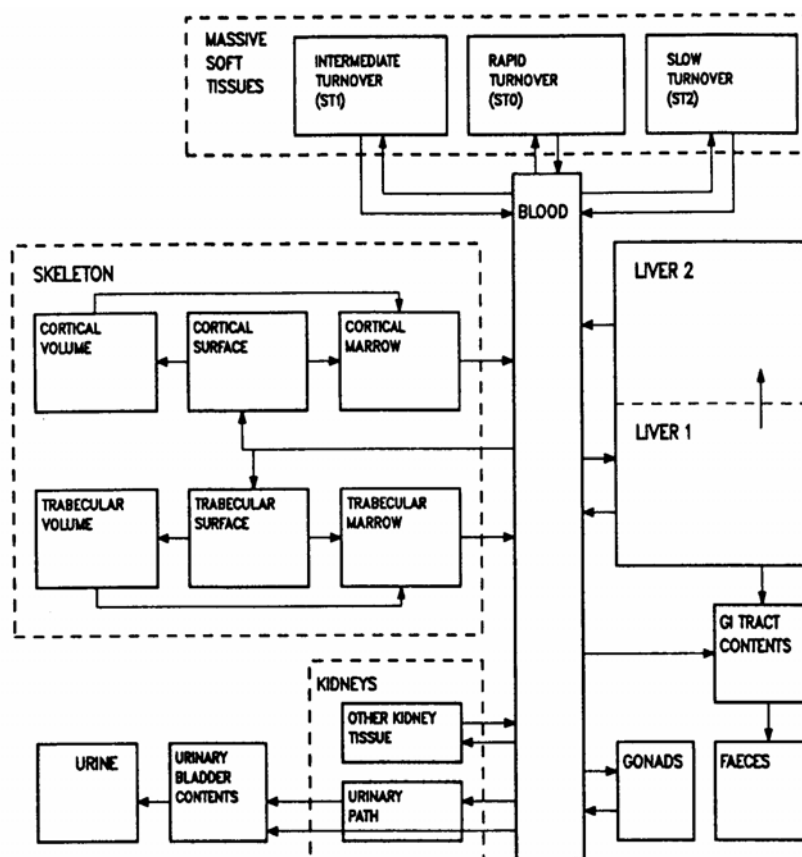 MASSIVE
SOFT
TISSUES
INTERMEDIATE
TURNOVER
(ST1)
RAPID
TURNOVER
(ST0)
SLOW
TURNOVER
(ST2)
BLOOD
SKELETON
CORTICAL
VOLUME
CORTICAL
SURFACE
CORTICAL
MARROW
TRABECULAR
VOLUME
TRABECULAR
SURFACE
TRABECULAR
MARROW
LIVER 2
LIVER 1
GI TRACT
CONTENTS
KIDNEYS
OTHER KIDNEY
TISSUE
URINE
URINARY
BLADDER
CONTENTS
URINARY
PATH
GONADS
FAECES